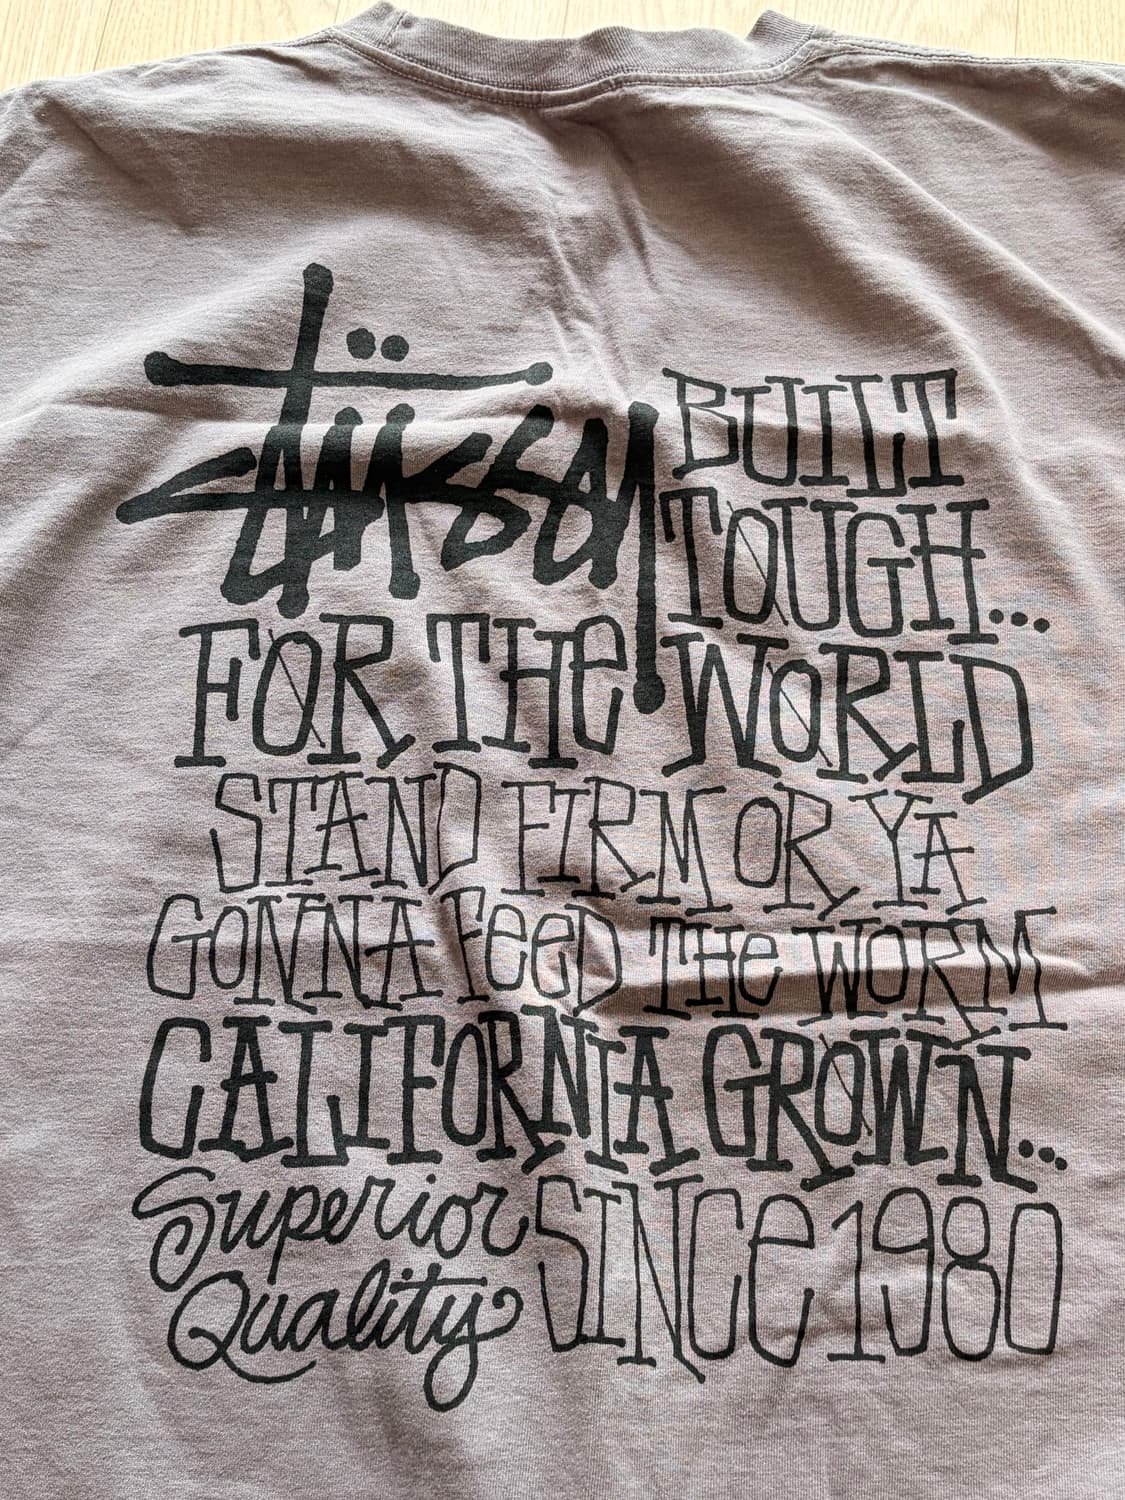 Stüssy BUILT
TOUGH...
FOR THE WORLD
STAND FIRM OR YA
GONNA FEED THE WORM
CALIFORNIA GROWN...
Superior SINCE 1980
Quality